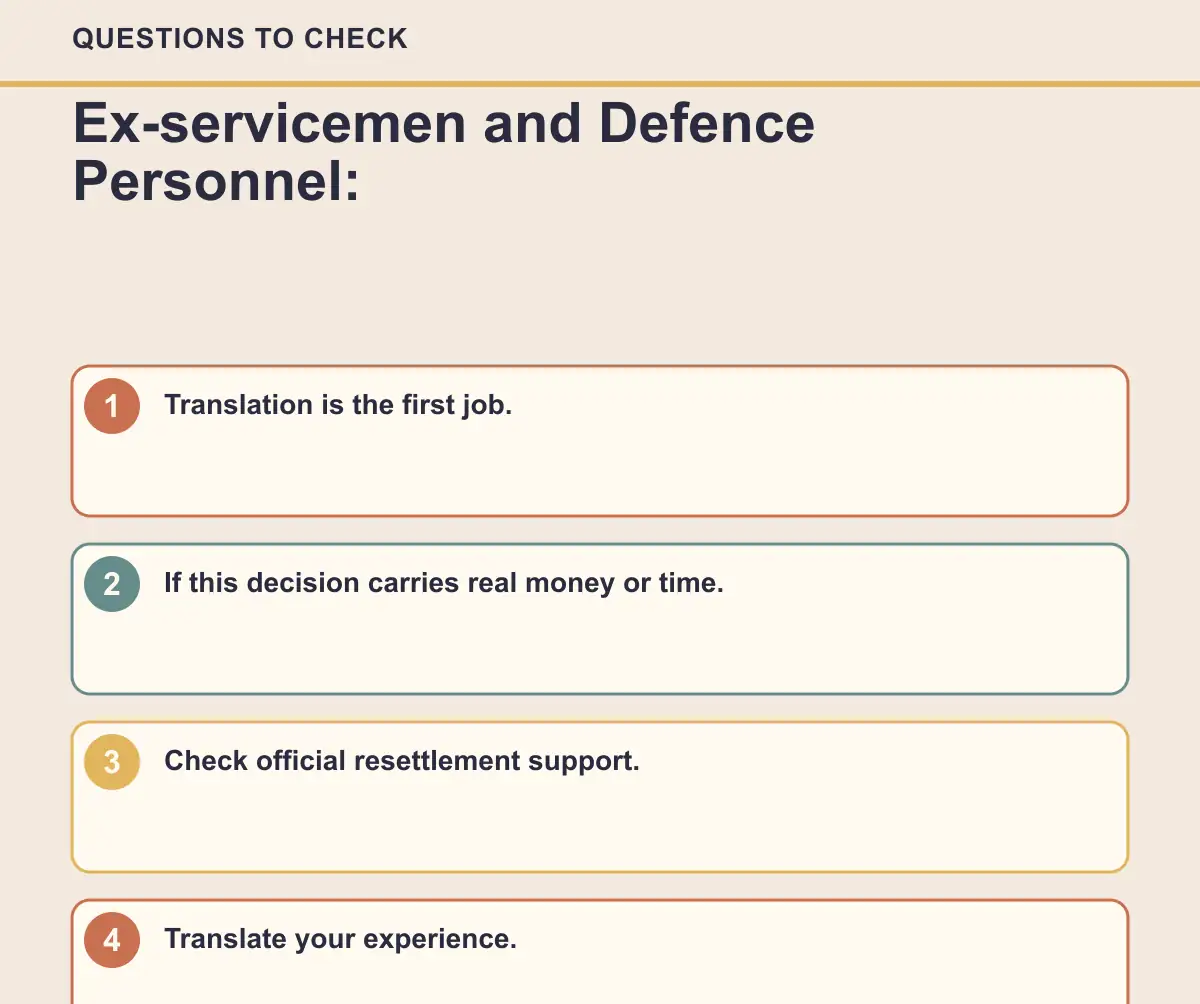 QUESTIONS TO CHECK
Ex-servicemen and Defence
Personnel:
1 Translation is the first job.
2 If this decision carries real money or time.
3 Check official resettlement support.
4 Translate your experience.